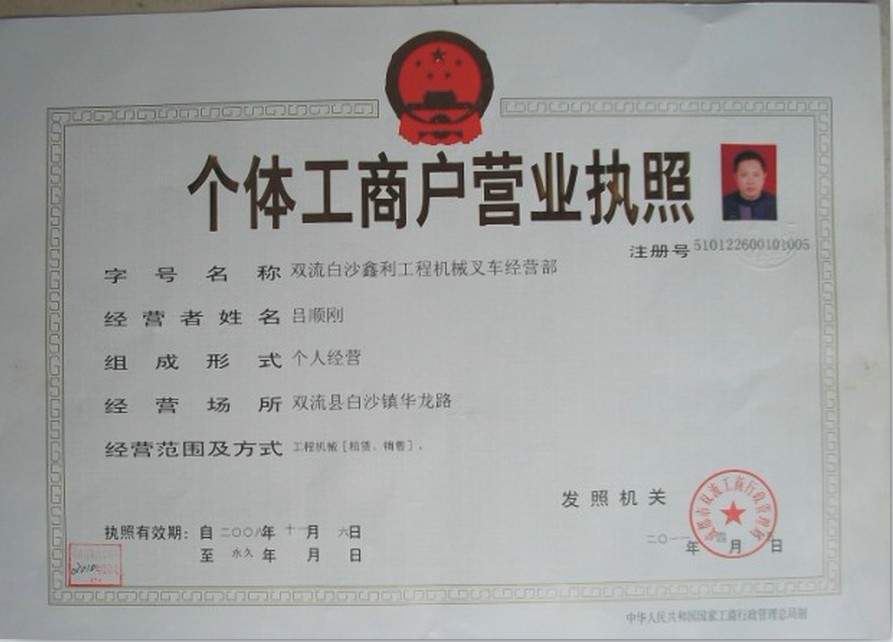 个体工商户营业执照
注册号 510122600101005
字号名称 双流白沙鑫利工程机械叉车经营部
经营者姓名 吕顺刚
组成形式 个人经营
经营场所 双流县白沙镇华龙路
经营范围及方式 工程机械［租赁、销售］。
发照机关
执照有效期：自 二〇〇八年 十一月 六日
至 永久 年 月 日
二〇一一年 四月 日
中华人民共和国国家工商行政管理总局制